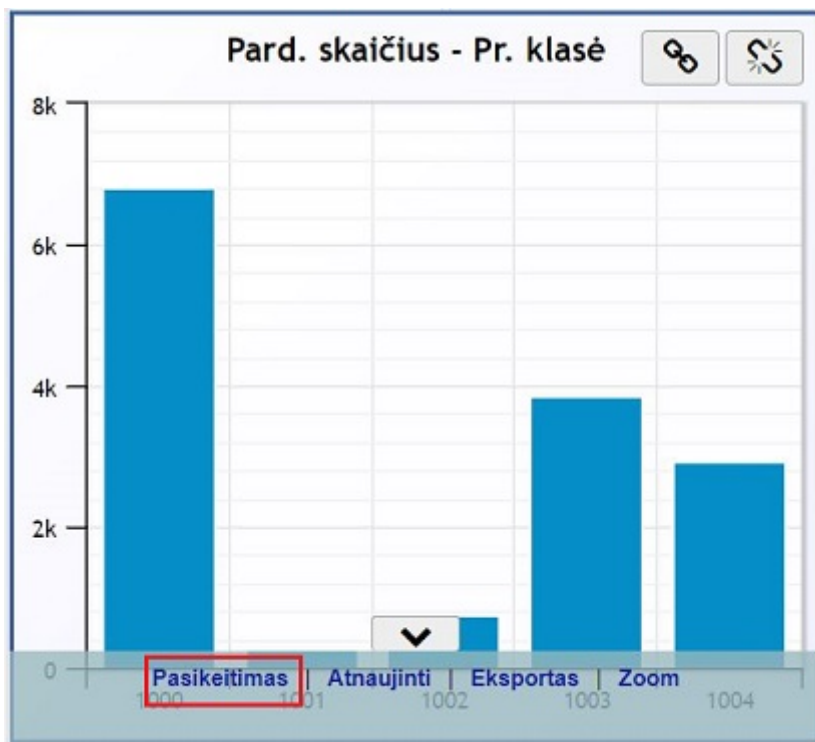 Pard. skaičius - Pr. klasė
8k
6k
4k
2k
0
Pasikeitimas | Atnaujinti | Eksportas | Zoom
1000 1001 1002 1003 1004